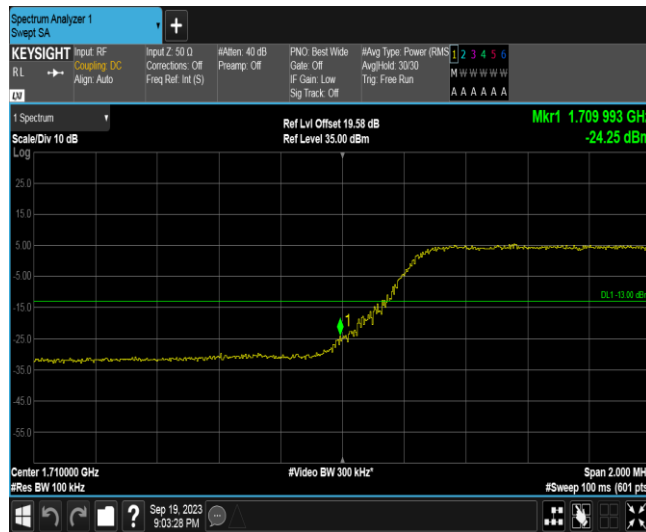 Spectrum Analyzer 1
Swept SA
KEYSIGHT
RL
LXI
Input: RF
Coupling: DC
Align: Auto
Input Z: 50 Ω
Corrections: Off
Freq Ref: Int (S)
#Atten: 40 dB
Preamp: Off
PNO: Best Wide
Gate: Off
IF Gain: Low
Sig Track: Off
#Avg Type: Power (RMS
Avg|Hold: 30/30
Trig: Free Run
1 2 3 4 5 6
M W W W W W
A A A A A A
1 Spectrum
Scale/Div 10 dB
Log
Ref Lvl Offset 19.58 dB
Ref Level 35.00 dBm
Mkr1 1.709 993 GHz
-24.25 dBm
25.0
15.0
5.00
-5.00
-15.0
-25.0
-35.0
-45.0
-55.0
DL1 -13.00 dBm
1
Center 1.710000 GHz
#Res BW 100 kHz
#Video BW 300 kHz*
Span 2.000 MH
#Sweep 100 ms (601 pts
?
Sep 19, 2023
9:03:28 PM